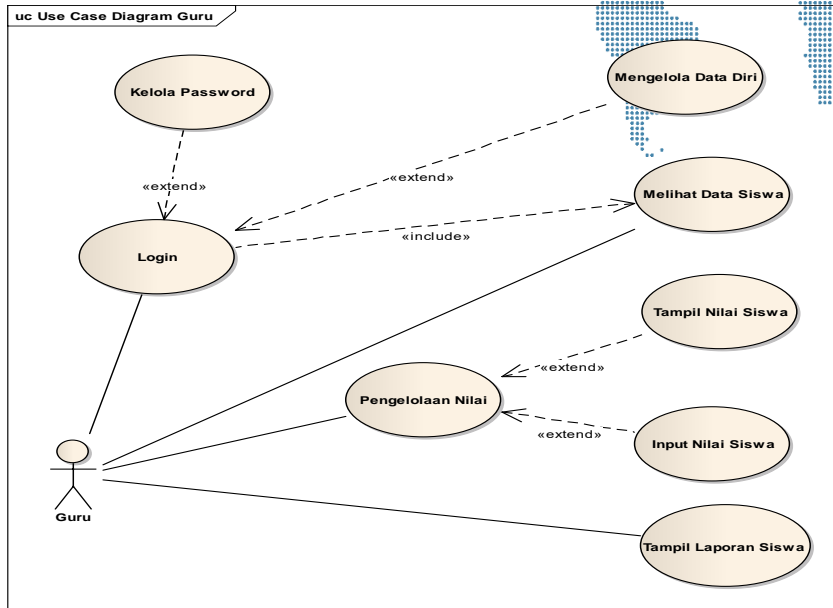 uc Use Case Diagram Guru
Kelola Password
Mengelola Data Diri
«extend»
«extend»
Melihat Data Siswa
«include»
Login
Tampil Nilai Siswa
«extend»
Pengelolaan Nilai
«extend»
Input Nilai Siswa
Guru
Tampil Laporan Siswa